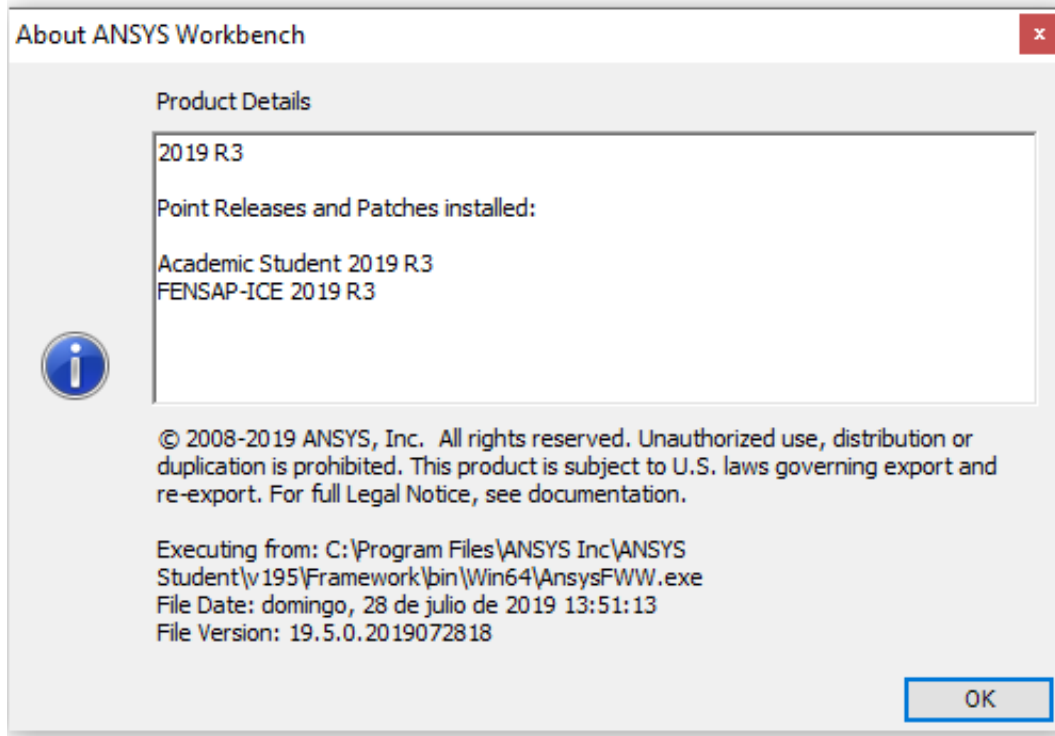 About ANSYS Workbench
x
Product Details
2019 R3
Point Releases and Patches installed:
Academic Student 2019 R3
FENSAP-ICE 2019 R3
© 2008-2019 ANSYS, Inc.  All rights reserved. Unauthorized use, distribution or
duplication is prohibited. This product is subject to U.S. laws governing export and
re-export. For full Legal Notice, see documentation.
Executing from: C:\Program Files\ANSYS Inc\ANSYS
Student\v195\Framework\bin\Win64\AnsysFWW.exe
File Date: domingo, 28 de julio de 2019 13:51:13
File Version: 19.5.0.2019072818
OK